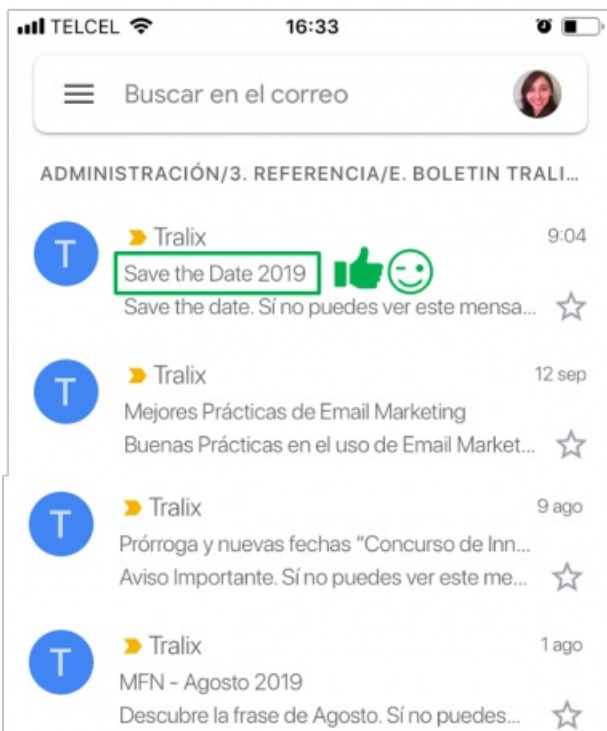 TELCEL 16:33
Buscar en el correo
ADMINISTRACIÓN/3. REFERENCIA/E. BOLETIN TRALI...
T
Tralix 9:04
Save the Date 2019
Save the date. Sí no puedes ver este mensa...
T
Tralix 12 sep
Mejores Prácticas de Email Marketing
Buenas Prácticas en el uso de Email Market...
T
Tralix 9 ago
Prórroga y nuevas fechas “Concurso de Inn...
Aviso Importante. Sí no puedes ver este me...
T
Tralix 1 ago
MFN - Agosto 2019
Descubre la frase de Agosto. Sí no puedes...